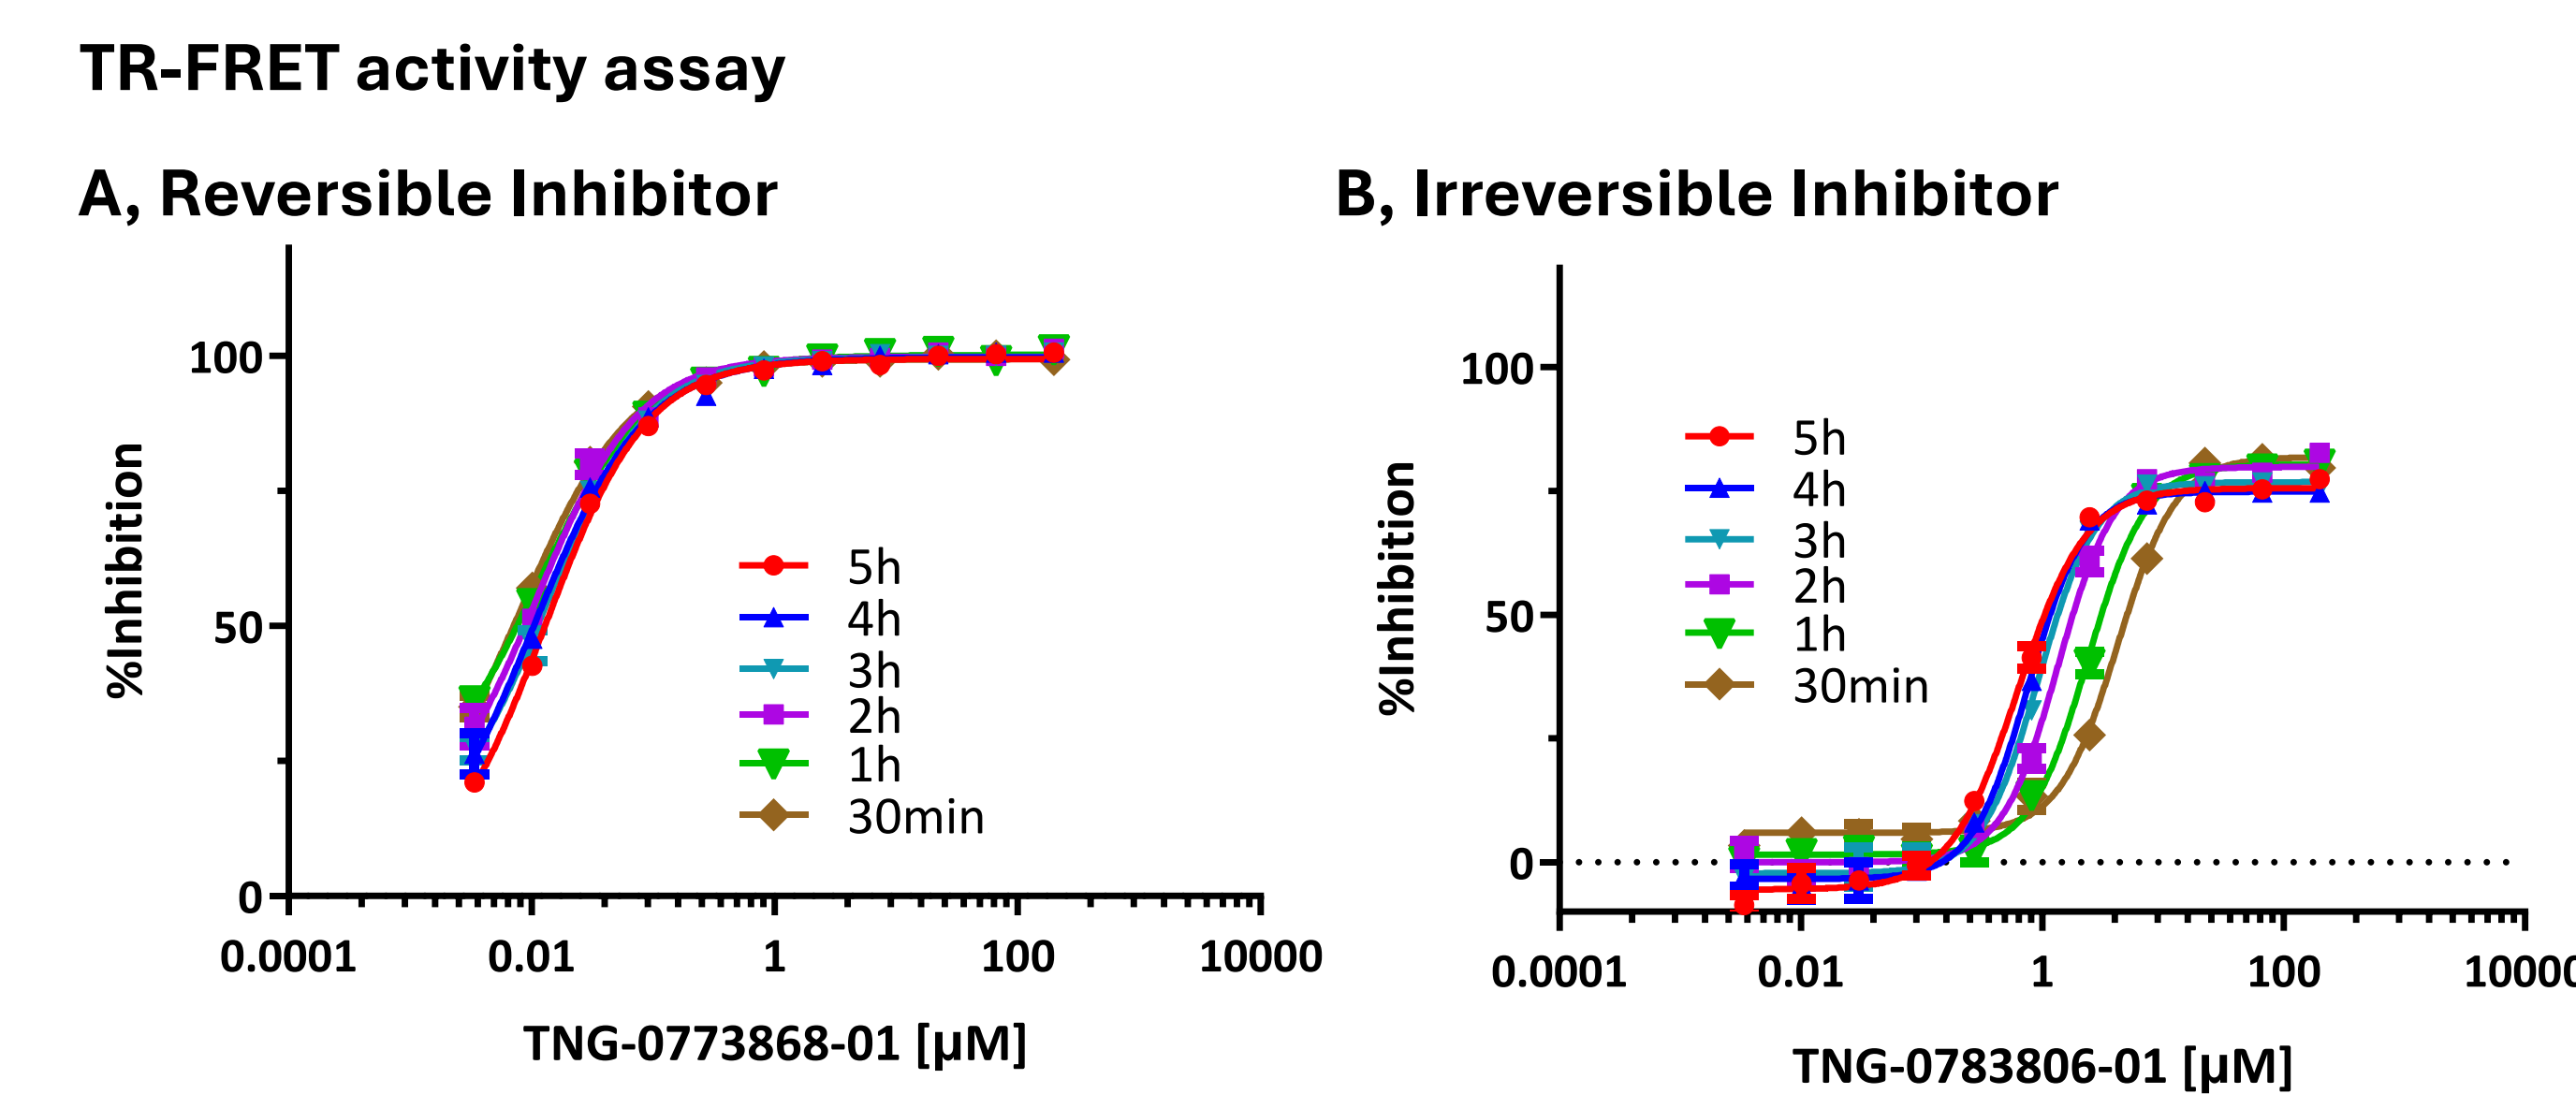 TR-FRET activity assay
A, Reversible Inhibitor
%Inhibition
100
50
0
0.0001
0.01
1
100
10000
5h
4h
3h
2h
1h
30min
TNG-0773868-01 [µM]
B, Irreversible Inhibitor
%Inhibition
100
50
0
0.0001
0.01
1
100
10000
5h
4h
3h
2h
1h
30min
TNG-0783806-01 [µM]